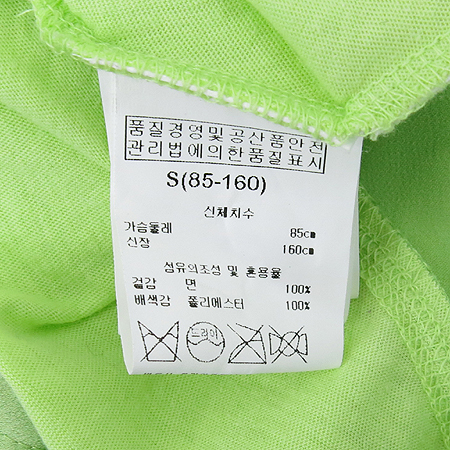 품질경영및공산품안전
관리법에의한품질표시
S(85-160)
신체치수
가슴둘레 85cm
신장 160cm
섬유의조성 및 혼용율
겉감 면 100%
배색감 폴리에스터 100%
드라이